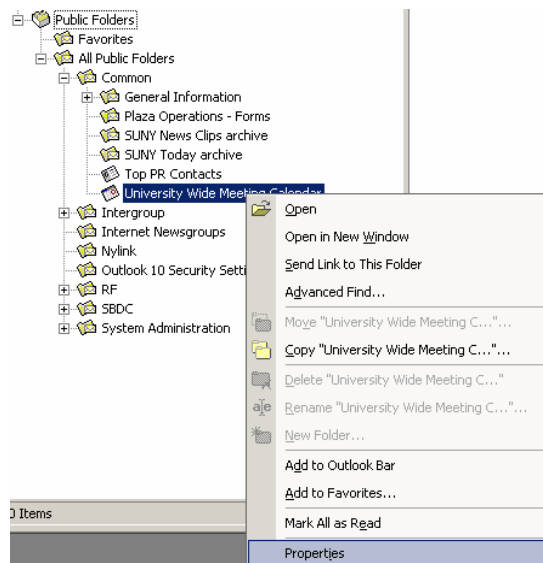 Public Folders
Favorites
All Public Folders
Common
General Information
Plaza Operations - Forms
SUNY News Clips archive
SUNY Today archive
Top PR Contacts
University Wide Meeting Calendar
Intergroup
Internet Newsgroups
Nylink
Outlook 10 Security Setti
RF
SBDC
System Administration
Open
Open in New Window
Send Link to This Folder
Advanced Find...
Move "University Wide Meeting C..."...
Copy "University Wide Meeting C..."...
Delete "University Wide Meeting C..."
Rename "University Wide Meeting C..."...
New Folder...
Add to Outlook Bar
Add to Favorites...
Mark All as Read
Properties
0 Items